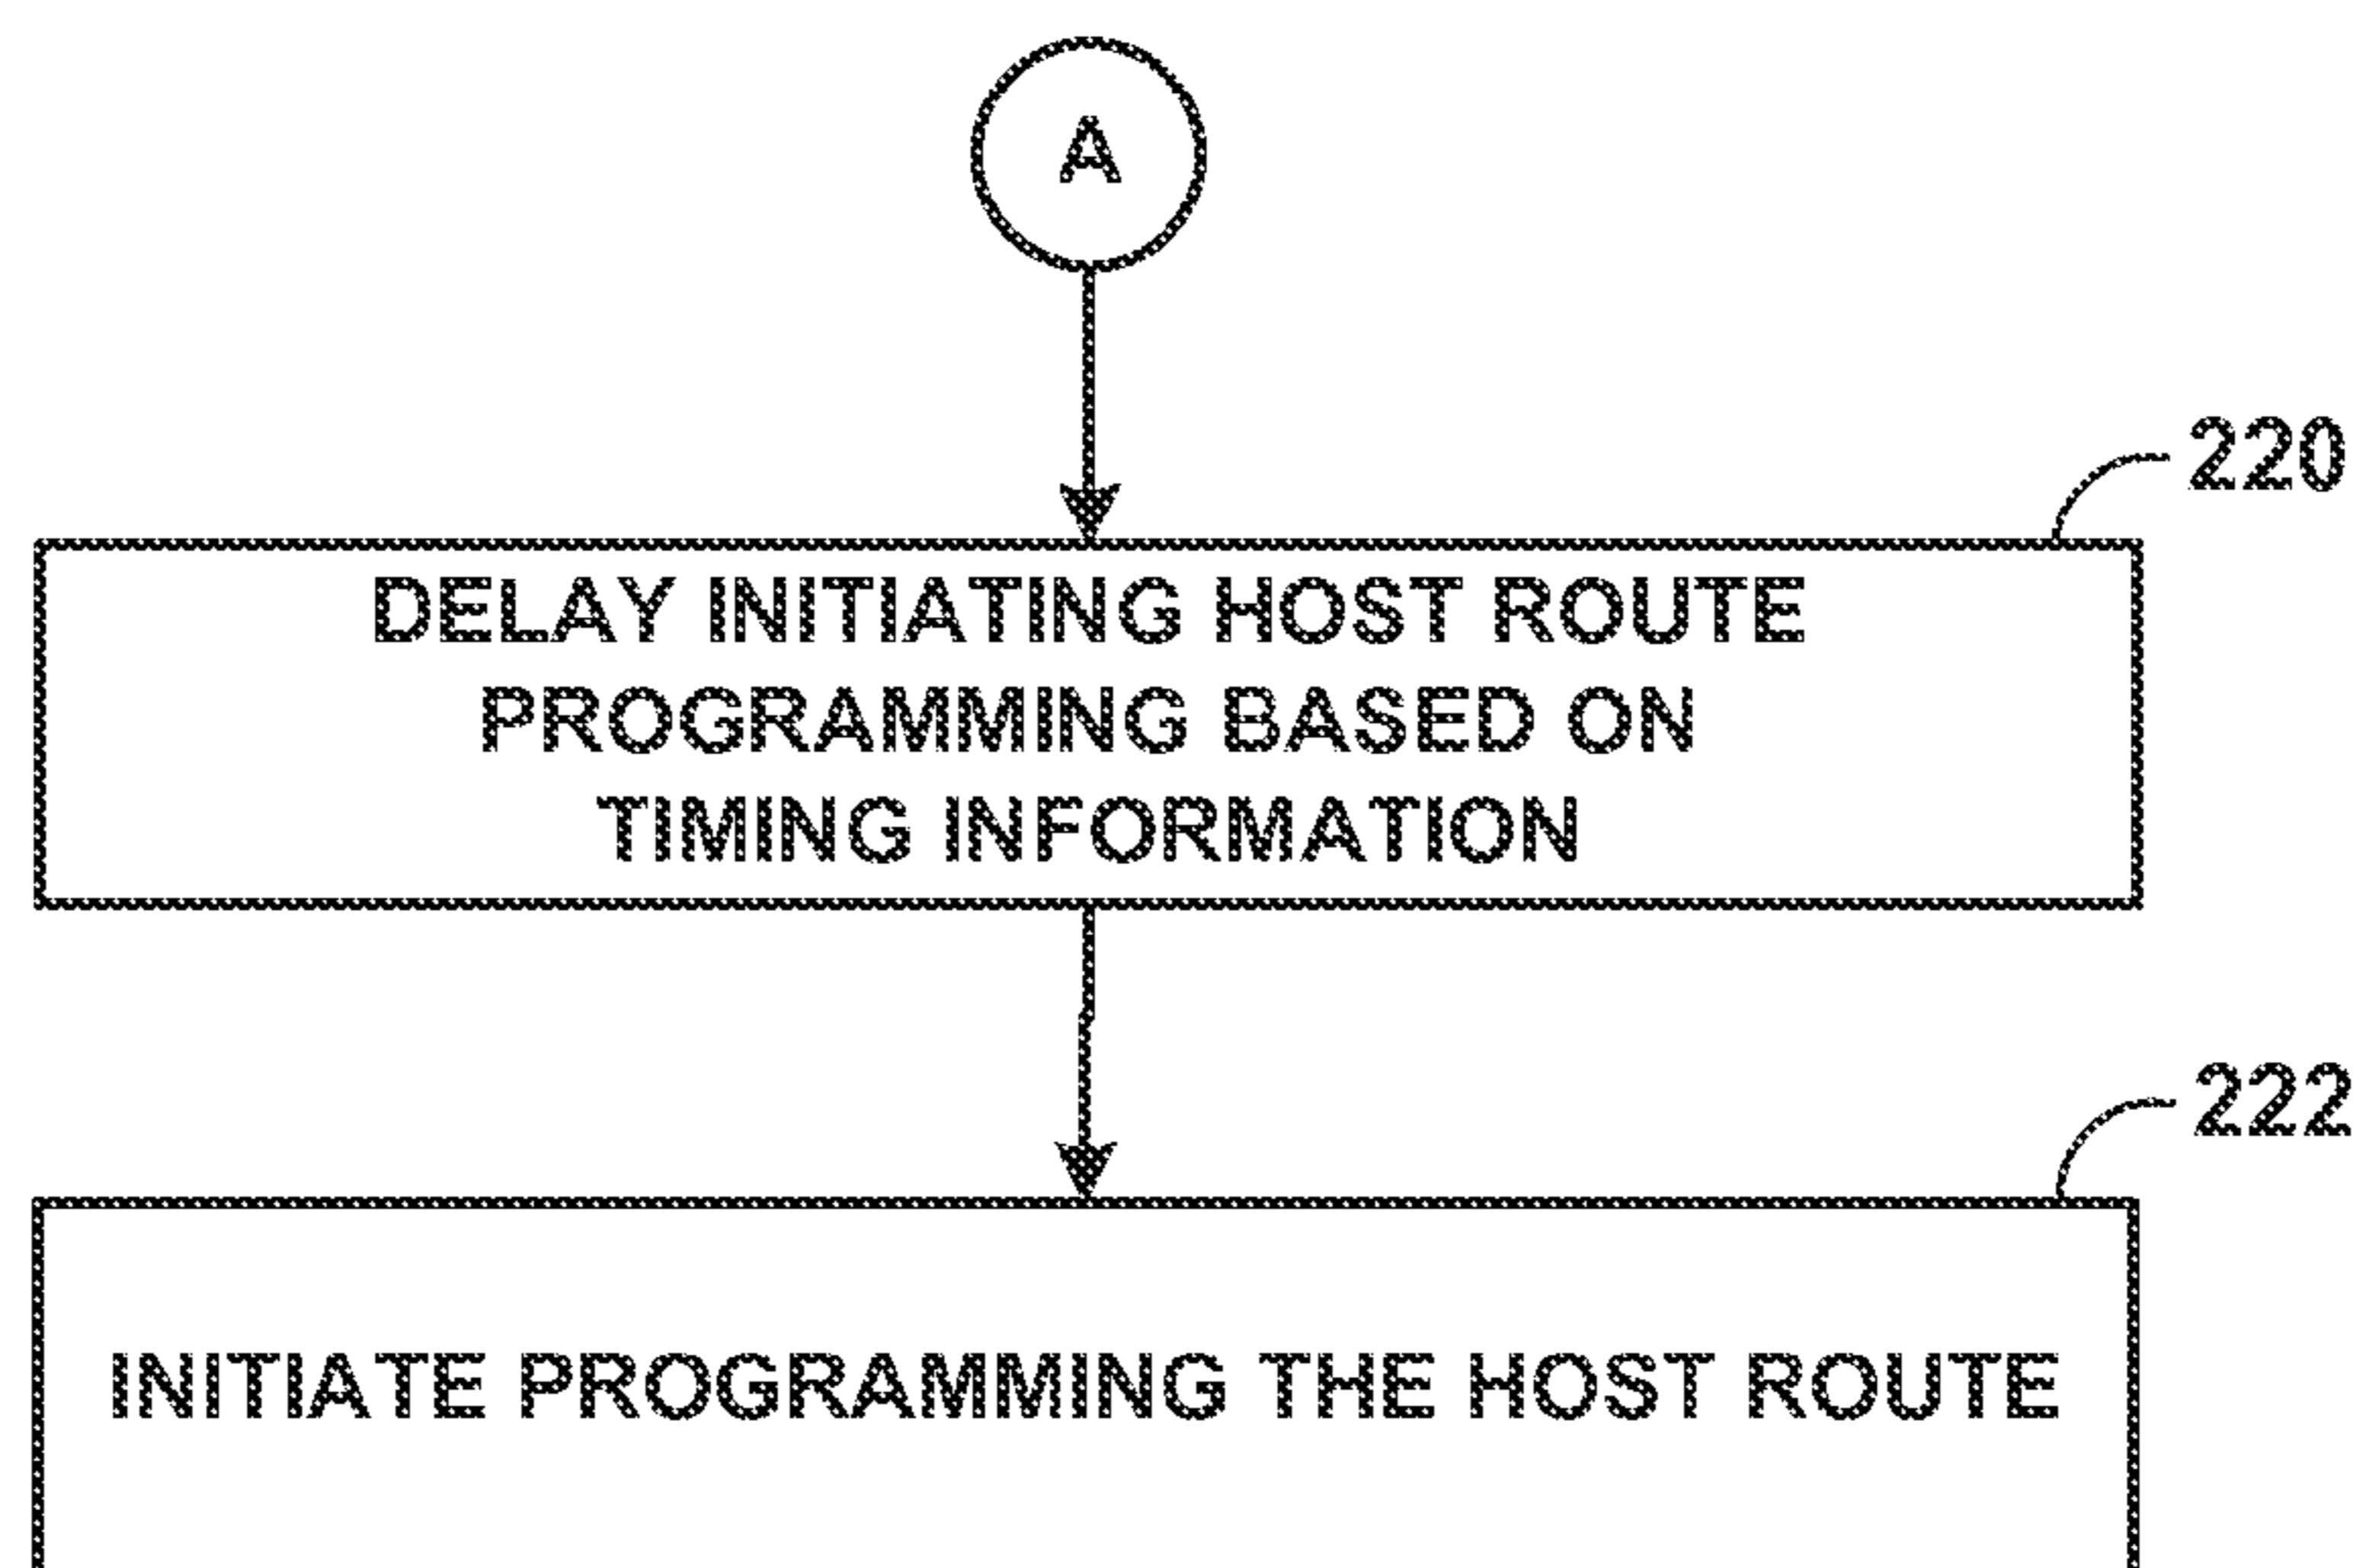 A
220
DELAY INITIATING HOST ROUTE
PROGRAMMING BASED ON
TIMING INFORMATION
222
INITIATE PROGRAMMING THE HOST ROUTE